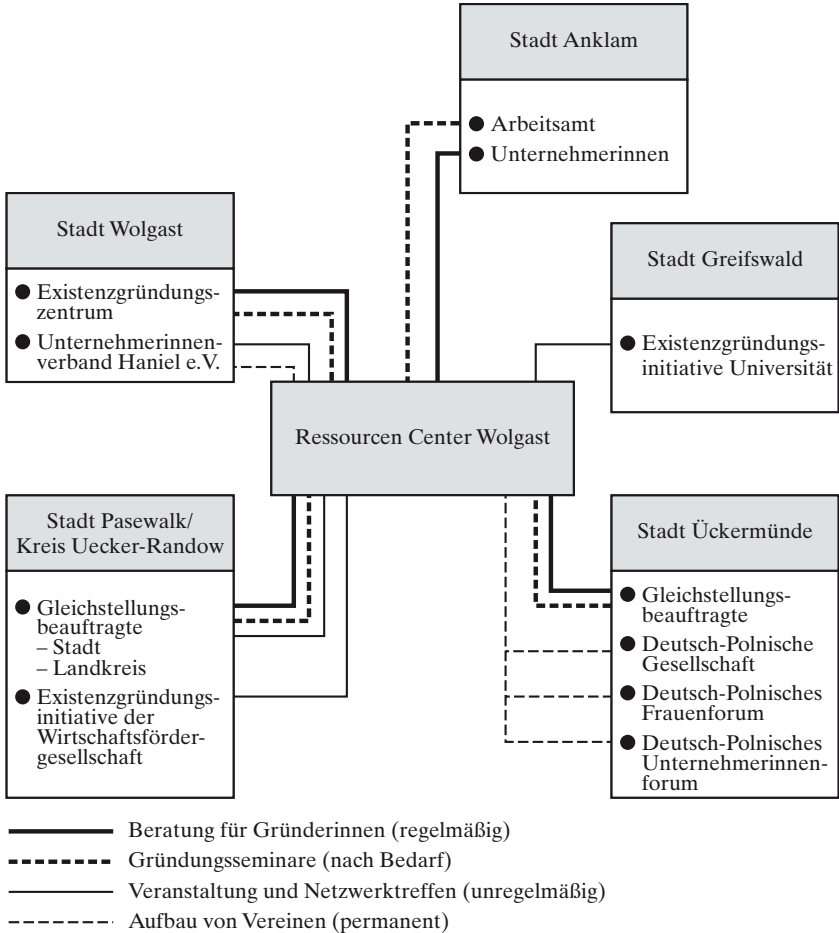 Stadt Anklam
● Arbeitsamt
● Unternehmerinnen
Stadt Wolgast
● Existenzgründungs-
zentrum
● Unternehmerinnen-
verband Haniel e.V.
Stadt Greifswald
● Existenzgründungs-
initiative Universität
Ressourcen Center Wolgast
Stadt Pasewalk/
Kreis Uecker-Randow
● Gleichstellungs-
beauftragte
– Stadt
– Landkreis
● Existenzgründungs-
initiative der
Wirtschaftsförder-
gesellschaft
Stadt Ückermünde
● Gleichstellungs-
beauftragte
● Deutsch-Polnische
Gesellschaft
● Deutsch-Polnisches
Frauenforum
● Deutsch-Polnisches
Unternehmerinnen-
forum
Beratung für Gründerinnen (regelmäßig)
Gründungsseminare (nach Bedarf)
Veranstaltung und Netzwerktreffen (unregelmäßig)
Aufbau von Vereinen (permanent)